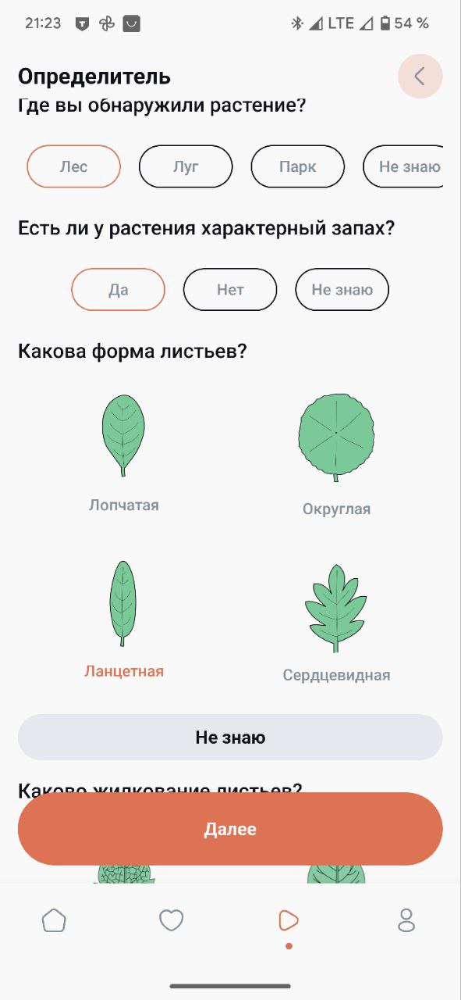 21:23
LTE
54 %
Определитель
Где вы обнаружили растение?
Лес
Луг
Парк
Не знаю
Есть ли у растения характерный запах?
Да
Нет
Не знаю
Какова форма листьев?
Лопчатая
Округлая
Ланцетная
Сердцевидная
Не знаю
Каково жилкование листьев?
Далее